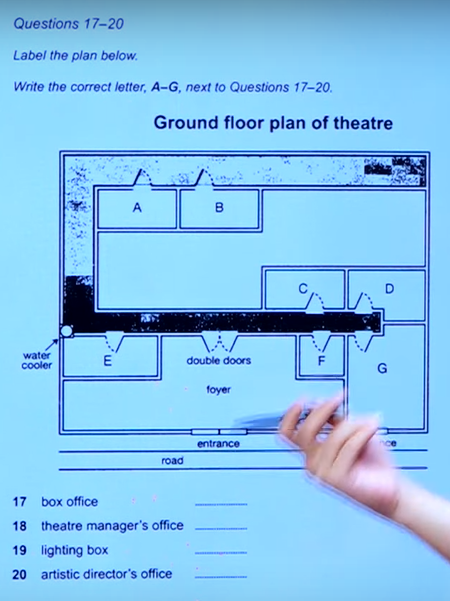 Questions 17–20
Label the plan below.
Write the correct letter, A–G, next to Questions 17–20.
Ground floor plan of theatre
A
B
C
D
water
cooler
E
double doors
F
G
foyer
entrance
road
17 box office
18 theatre manager's office
19 lighting box
20 artistic director's office